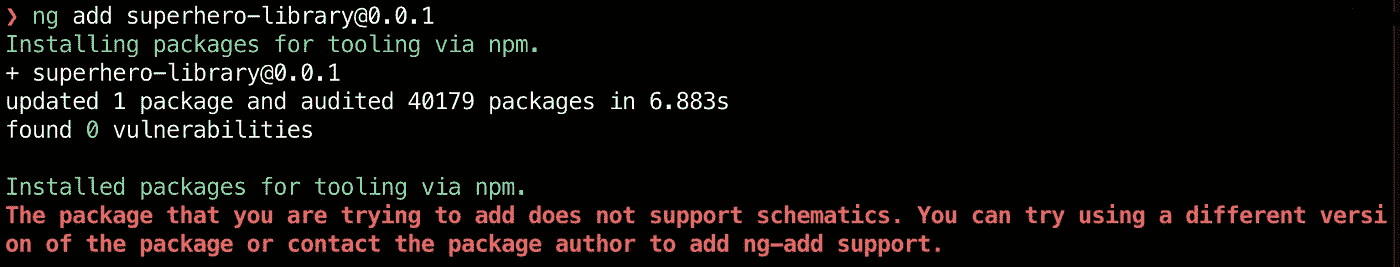 ❯ ng add superhero-library@0.0.1
Installing packages for tooling via npm.
+ superhero-library@0.0.1
updated 1 package and audited 40179 packages in 6.883s
found 0 vulnerabilities
Installed packages for tooling via npm.
The package that you are trying to add does not support schematics. You can try using a different versi
on of the package or contact the package author to add ng-add support.